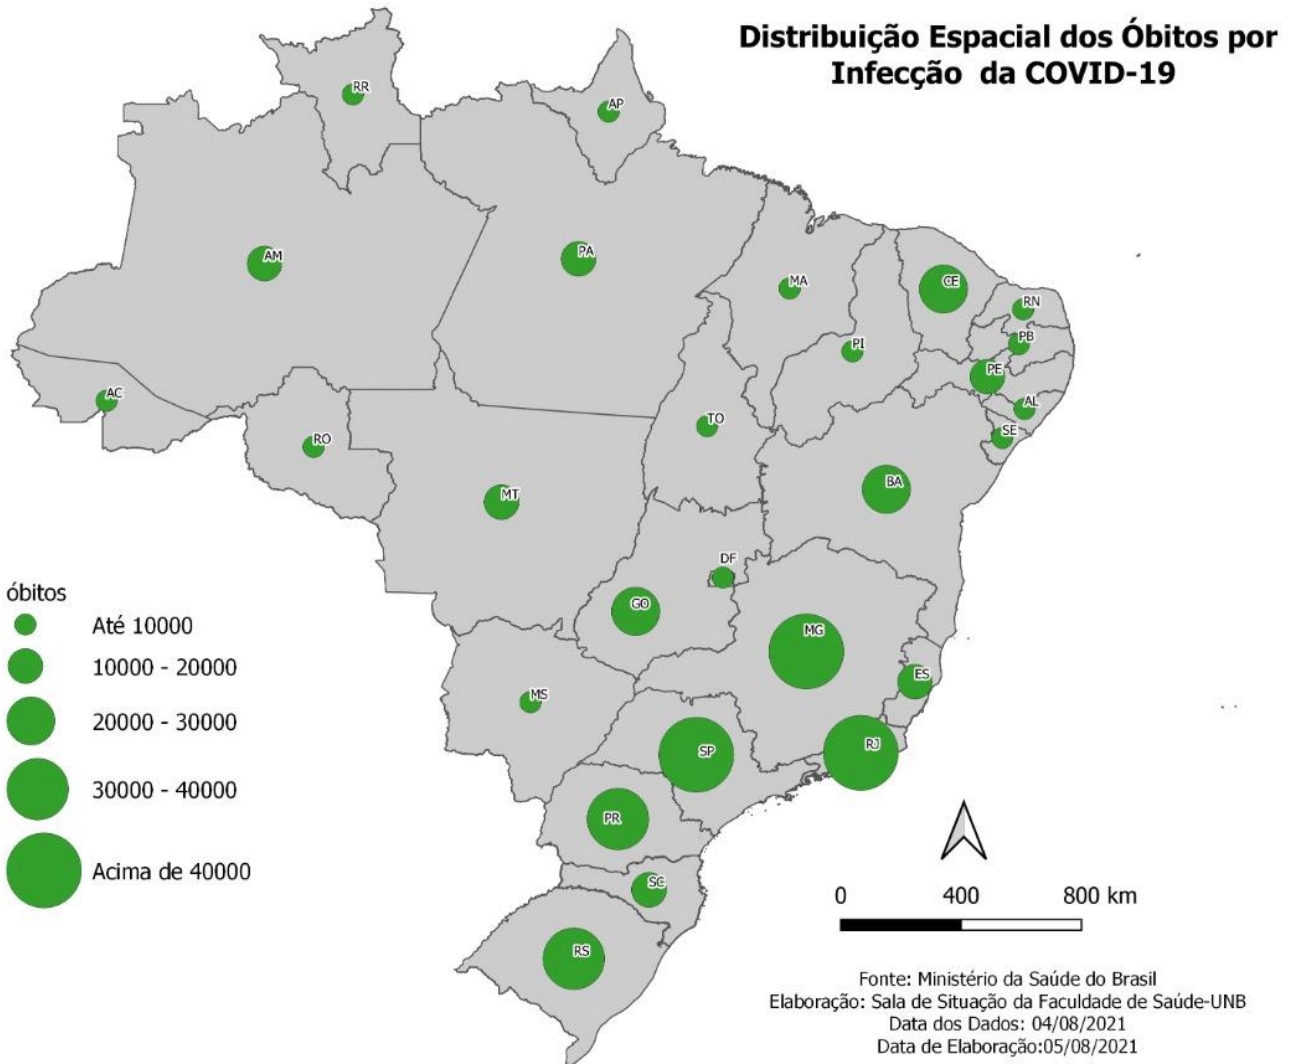 Distribuição Espacial dos Óbitos por
Infecção da COVID-19
RR
AP
AM
PA
MA
CE
RN
PB
PI
PE
AC
AL
TO
SE
RO
BA
MT
DF
GO
MG
ES
MS
RJ
SP
PR
SC
RS
óbitos
Até 10000
10000 - 20000
20000 - 30000
30000 - 40000
Acima de 40000
0 400 800 km
Fonte: Ministério da Saúde do Brasil
Elaboração: Sala de Situação da Faculdade de Saúde-UNB
Data dos Dados: 04/08/2021
Data de Elaboração:05/08/2021